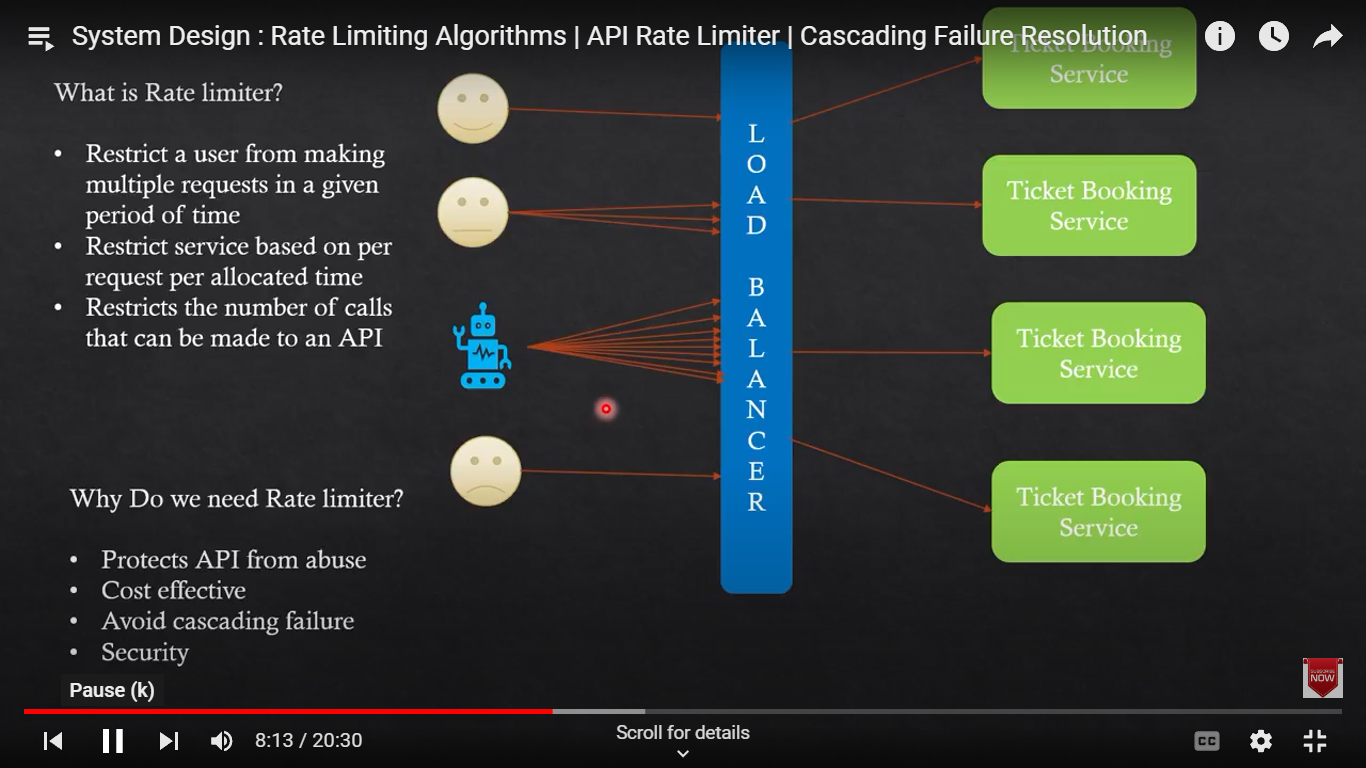 System Design : Rate Limiting Algorithms | API Rate Limiter | Cascading Failure Resolution
What is Rate limiter?
• Restrict a user from making
multiple requests in a given
period of time
• Restrict service based on per
request per allocated time
• Restricts the number of calls
that can be made to an API
Why Do we need Rate limiter?
• Protects API from abuse
• Cost effective
• Avoid cascading failure
• Security
L
O
A
D
B
A
L
A
N
C
E
R
Ticket Booking
Service
Ticket Booking
Service
Ticket Booking
Service
Ticket Booking
Service
SUBSCRIBE
NOW
Pause (k)
8:13 / 20:30
Scroll for details
CC